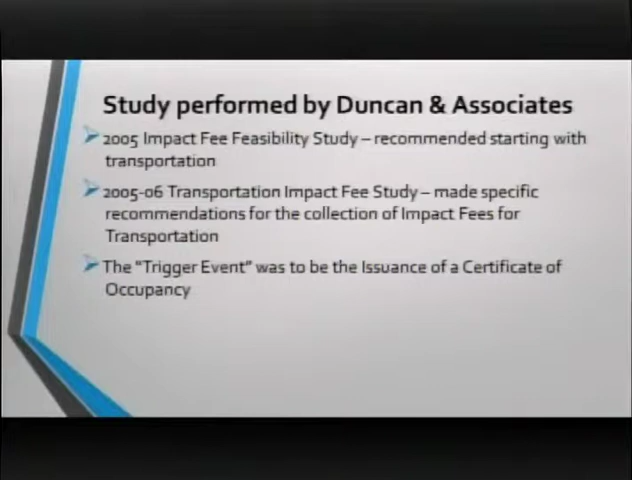 Study performed by Duncan & Associates
2005 Impact Fee Feasibility Study – recommended starting with
transportation
2005-06 Transportation Impact Fee Study – made specific
recommendations for the collection of Impact Fees for
Transportation
The "Trigger Event" was to be the Issuance of a Certificate of
Occupancy